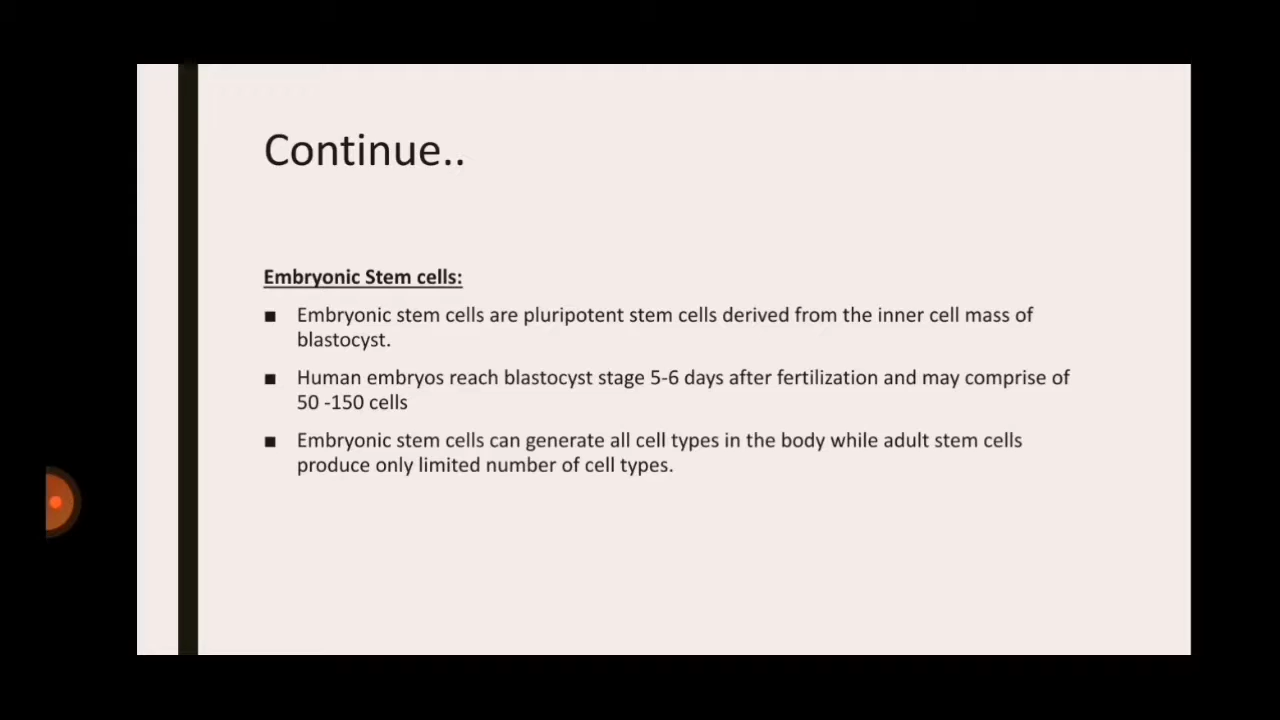 Continue..
Embryonic Stem cells:
■ Embryonic stem cells are pluripotent stem cells derived from the inner cell mass of
blastocyst.
■ Human embryos reach blastocyst stage 5-6 days after fertilization and may comprise of
50 -150 cells
■ Embryonic stem cells can generate all cell types in the body while adult stem cells
produce only limited number of cell types.